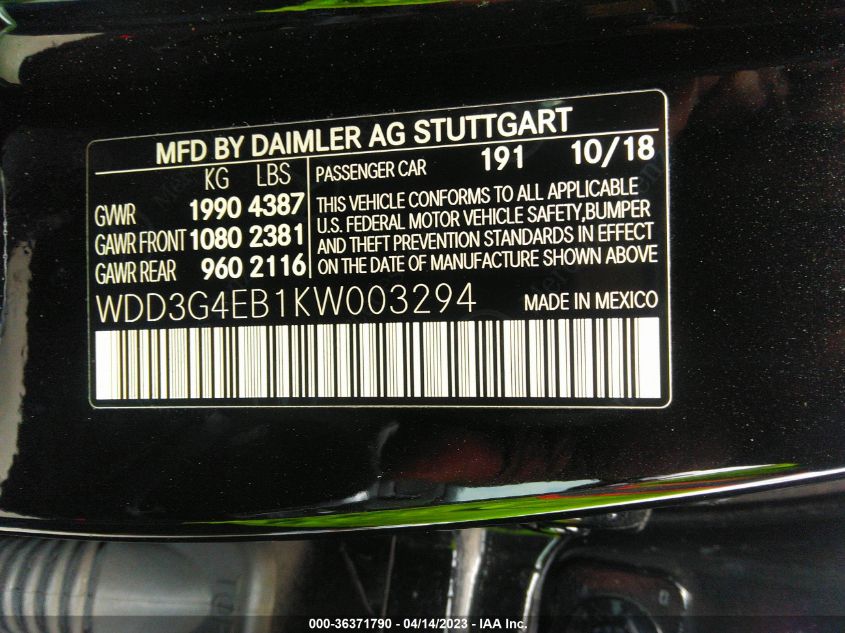 MFD BY DAIMLER AG STUTTGART
KG LBS
GVWR 1990 4387
GAWR FRONT 1080 2381
GAWR REAR 960 2116
PASSENGER CAR 191 10/18
THIS VEHICLE CONFORMS TO ALL APPLICABLE
U.S. FEDERAL MOTOR VEHICLE SAFETY,BUMPER
AND THEFT PREVENTION STANDARDS IN EFFECT
ON THE DATE OF MANUFACTURE SHOWN ABOVE
WDD3G4EB1KW003294 MADE IN MEXICO
000-36371790 - 04/14/2023 - IAA Inc.